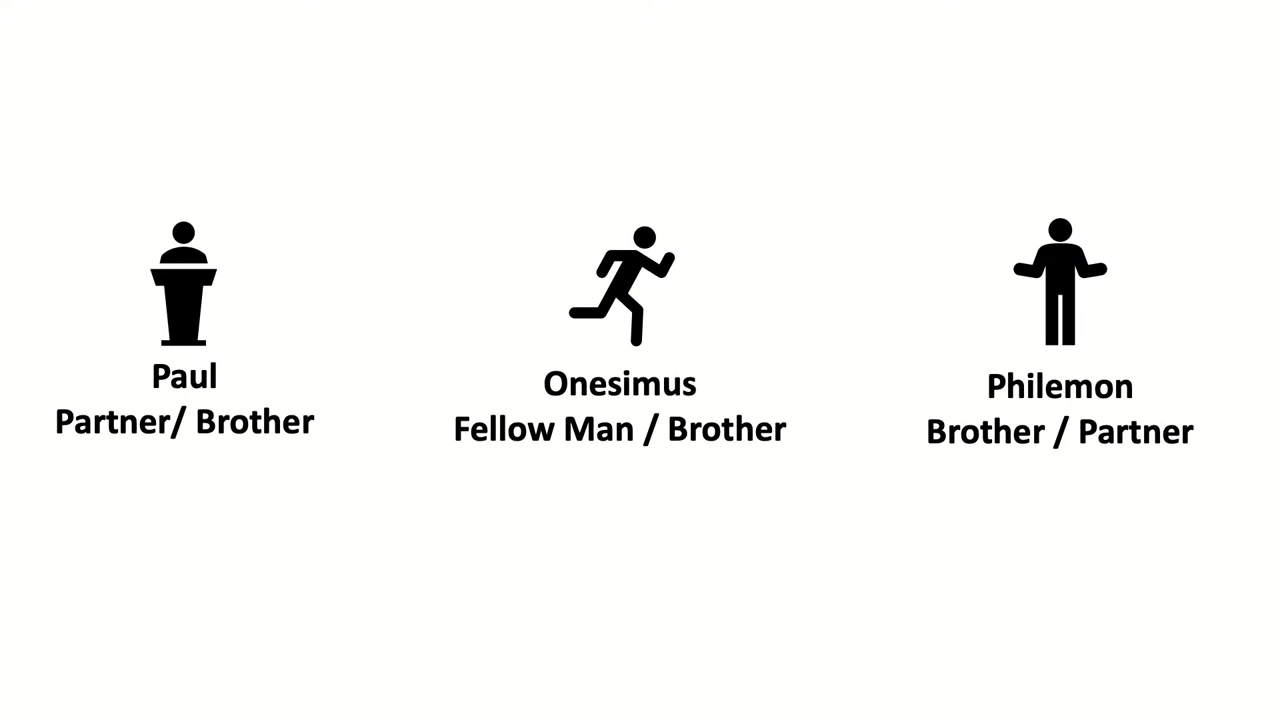 Paul
Partner/ Brother
Onesimus
Fellow Man / Brother
Philemon
Brother / Partner